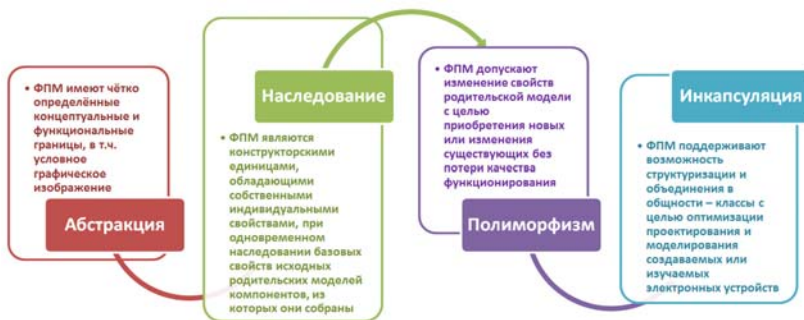 • ФПМ имеют чётко
определённые
концептуальные и
функциональные
границы, в т.ч.
условное
графическое
изображение
Абстракция
Наследование
• ФПМ являются
конструкторскими
единицами,
обладающими
собственными
индивидуальными
свойствами, при
одновременном
наследовании базовых
свойств исходных
родительских моделей
компонентов, из
которых они собраны
• ФПМ допускают
изменение свойств
родительской модели
с целью
приобретения новых
или изменения
существующих без
потери качества
функционирования
Полиморфизм
Инкапсуляция
• ФПМ поддерживают
возможность
структуризации и
объединения в
общности – классы с
целью оптимизации
проектирования и
моделирования
создаваемых или
изучаемых
электронных устройств